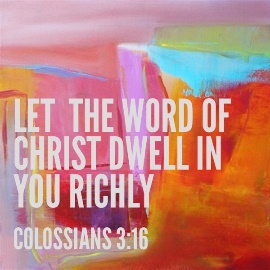 LET THE WORD OF
CHRIST DWELL IN
YOU RICHLY
COLOSSIANS 3:16